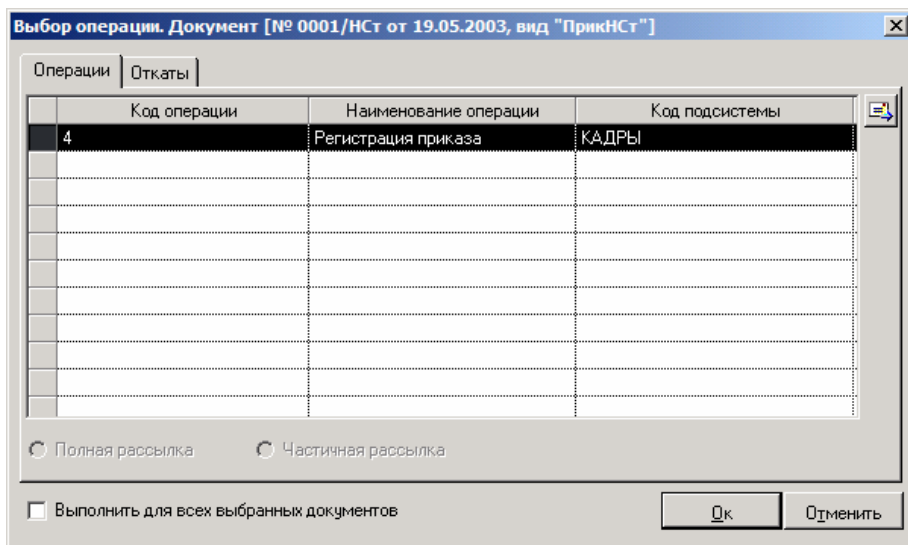 Выбор операции. Документ [№ 0001/НСт от 19.05.2003, вид "ПрикНСт"]
Операции Откаты
Код операции Наименование операции Код подсистемы
4 Регистрация приказа КАДРЫ
Полная рассылка Частичная рассылка
Выполнить для всех выбранных документов Ок Отменить